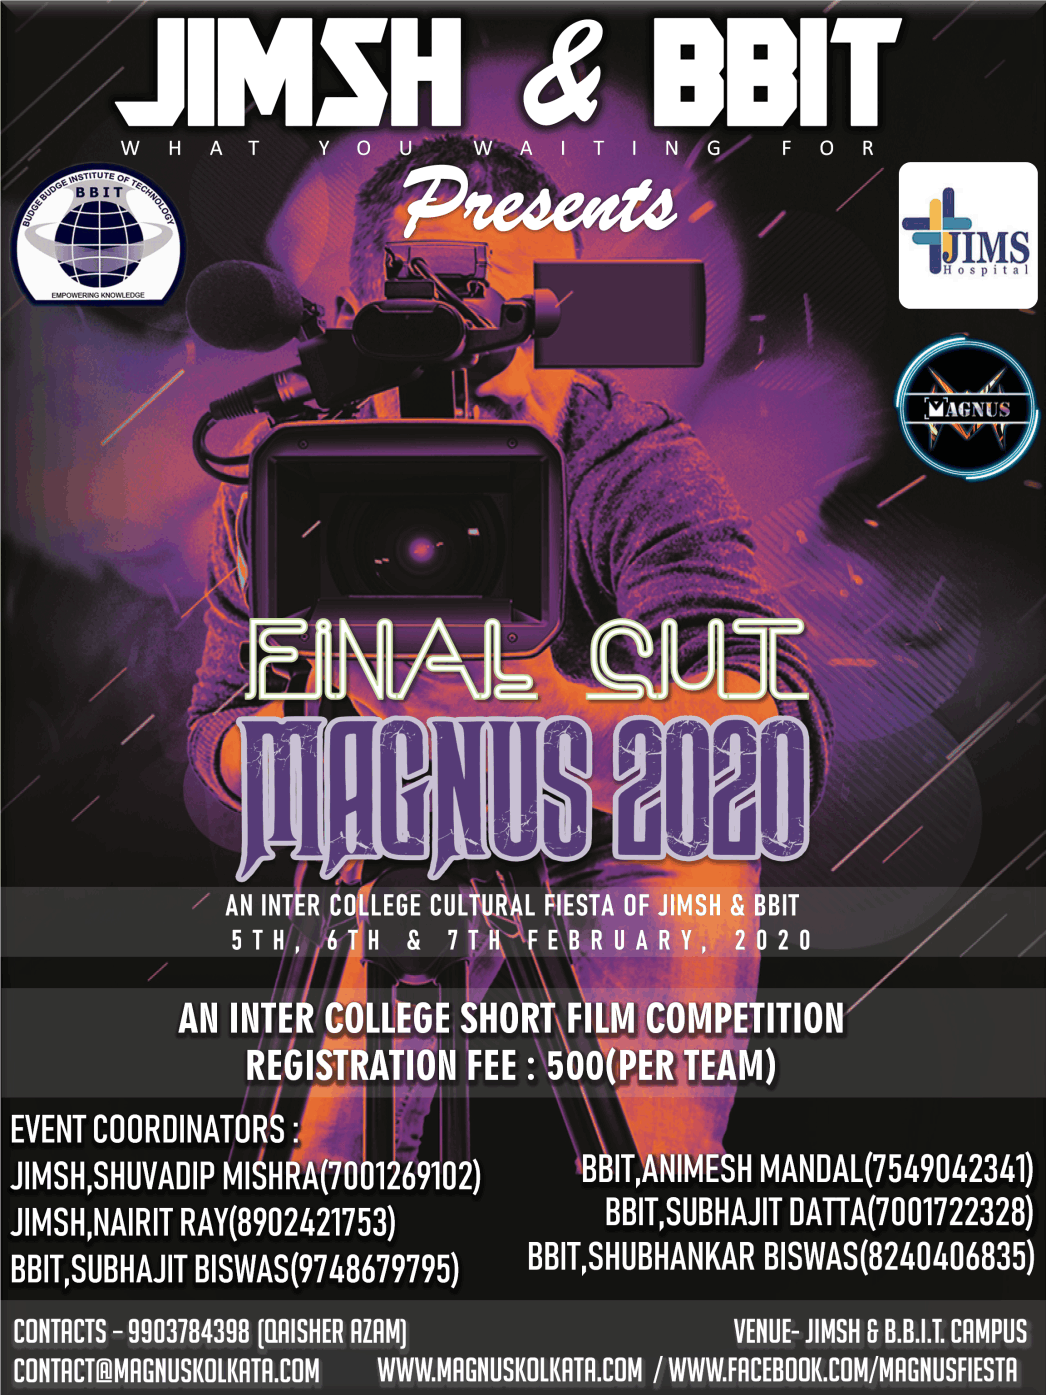 JIMSH & BBIT
WHAT YOU WAITING FOR
Presents
BUDGE BUDGE INSTITUTE OF TECHNOLOGY
BBIT
EMPOWERING KNOWLEDGE
JIMS
Hospital
MAGNUS
FINAL CUT
MAGNUS 2020
AN INTER COLLEGE CULTURAL FIESTA OF JIMSH & BBIT
5TH, 6TH & 7TH FEBRUARY, 2020
AN INTER COLLEGE SHORT FILM COMPETITION
REGISTRATION FEE : 500(PER TEAM)
EVENT COORDINATORS :
JIMSH,SHUVADIP MISHRA(7001269102)
JIMSH,NAIRIT RAY(8902421753)
BBIT,SUBHAJIT BISWAS(9748679795)
BBIT,ANIMESH MANDAL(7549042341)
BBIT,SUBHAJIT DATTA(7001722328)
BBIT,SHUBHANKAR BISWAS(8240406835)
CONTACTS - 9903784398 (QAISHER AZAM)
VENUE- JIMSH & B.B.I.T. CAMPUS
CONTACT@MAGNUSKOLKATA.COM
WWW.MAGNUSKOLKATA.COM / WWW.FACEBOOK.COM/MAGNUSFIESTA